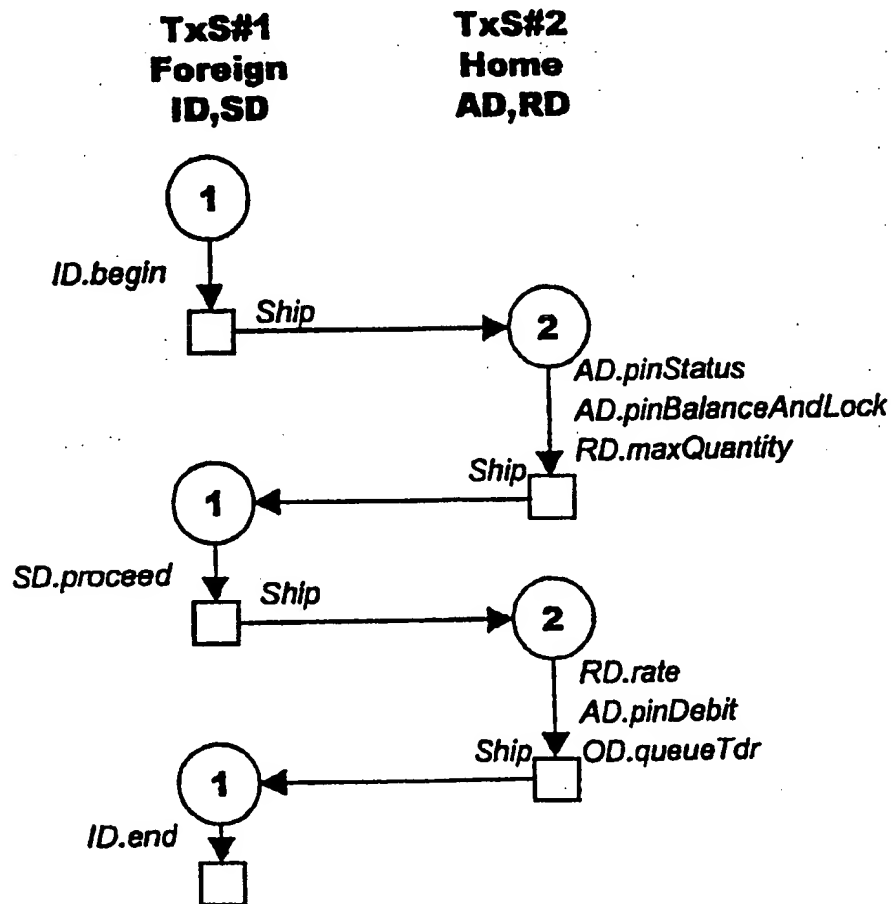 TxS#1
Foreign
ID,SD
TxS#2
Home
AD,RD
1
ID.begin
Ship
2
AD.pinStatus
AD.pinBalanceAndLock
RD.maxQuantity
Ship
1
SD.proceed
Ship
2
RD.rate
AD.pinDebit
OD.queueTdr
Ship
1
ID.end